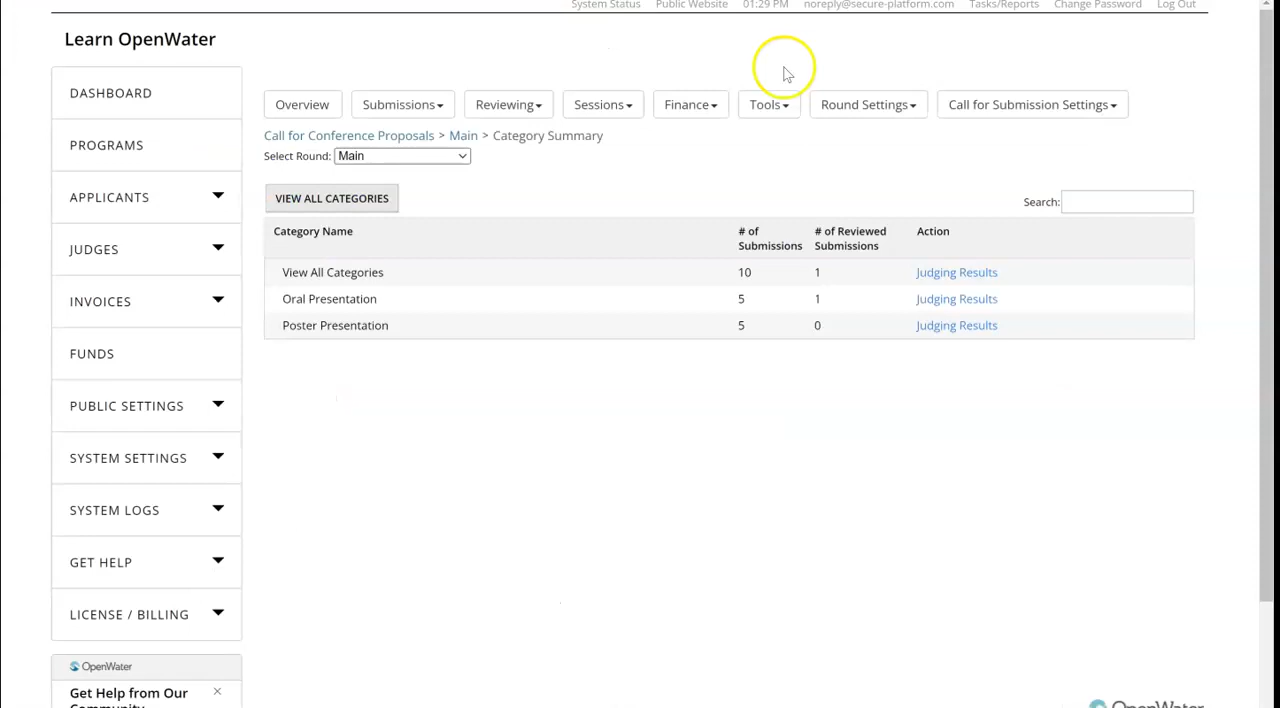 System Status Public Website 01:29 PM noreply@secure-platform.com Tasks/Reports Change Password Log Out
Learn OpenWater
DASHBOARD
PROGRAMS
APPLICANTS
JUDGES
INVOICES
FUNDS
PUBLIC SETTINGS
SYSTEM SETTINGS
SYSTEM LOGS
GET HELP
LICENSE / BILLING
OpenWater
Get Help from Our
Community
Overview Submissions Reviewing Sessions Finance Tools Round Settings Call for Submission Settings
Call for Conference Proposals > Main > Category Summary
Select Round: Main
VIEW ALL CATEGORIES Search:
Category Name # of Submissions # of Reviewed Submissions Action
View All Categories 10 1 Judging Results
Oral Presentation 5 1 Judging Results
Poster Presentation 5 0 Judging Results
OpenWater